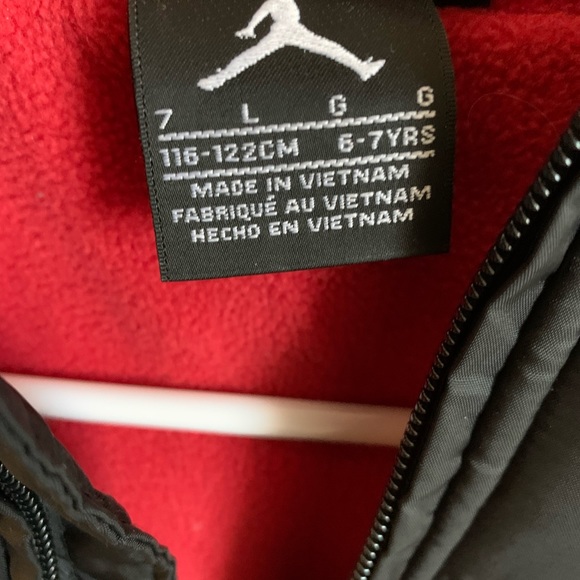 7 L G G
116-122CM 6-7YRS
MADE IN VIETNAM
FABRIQUÉ AU VIETNAM
HECHO EN VIETNAM